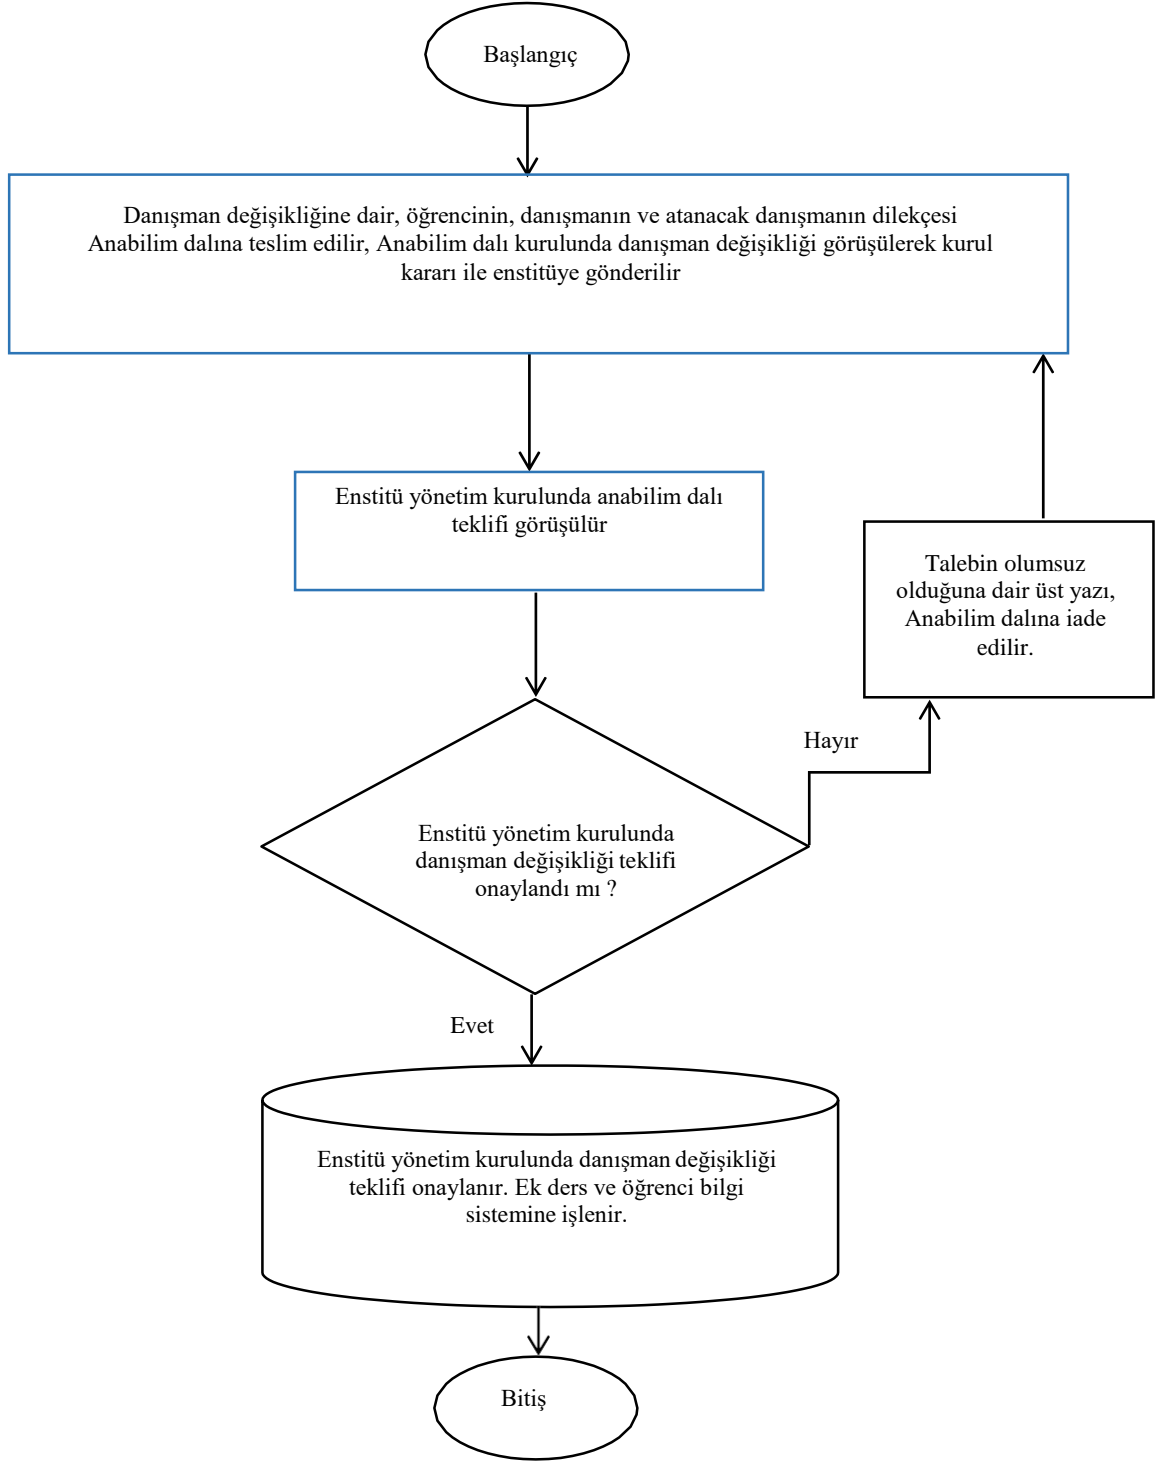 Başlangıç
Danışman değişikliğine dair, öğrencinin, danışmanın ve atanacak danışmanın dilekçesi
Anabilim dalına teslim edilir, Anabilim dalı kurulunda danışman değişikliği görüşülerek kurul
kararı ile enstitüye gönderilir
Enstitü yönetim kurulunda anabilim dalı
teklifi görüşülür
Talebin olumsuz
olduğuna dair üst yazı,
Anabilim dalına iade
edilir.
Hayır
Enstitü yönetim kurulunda
danışman değişikliği teklifi
onaylandı mı ?
Evet
Enstitü yönetim kurulunda danışman değişikliği
teklifi onaylanır. Ek ders ve öğrenci bilgi
sistemine işlenir.
Bitiş